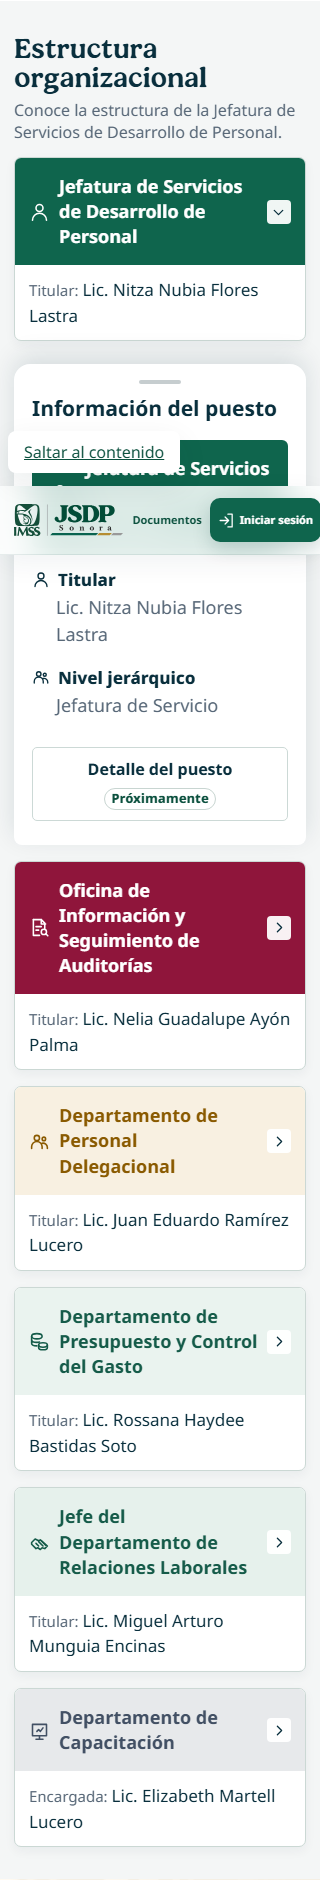 Estructura
organizacional
Conoce la estructura de la Jefatura de
Servicios de Desarrollo de Personal.
Jefatura de Servicios
de Desarrollo de
Personal
Titular: Lic. Nitza Nubia Flores
Lastra
Información del puesto
Jefatura de Servicios
Saltar al contenido
IMSS
JSDP
Sonora
Documentos
Iniciar sesión
Titular
Lic. Nitza Nubia Flores
Lastra
Nivel jerárquico
Jefatura de Servicio
Detalle del puesto
Próximamente
Oficina de
Información y
Seguimiento de
Auditorías
Titular: Lic. Nelia Guadalupe Ayón
Palma
Departamento de
Personal
Delegacional
Titular: Lic. Juan Eduardo Ramírez
Lucero
Departamento de
Presupuesto y Control
del Gasto
Titular: Lic. Rossana Haydee
Bastidas Soto
Jefe del
Departamento de
Relaciones Laborales
Titular: Lic. Miguel Arturo
Munguia Encinas
Departamento de
Capacitación
Encargada: Lic. Elizabeth Martell
Lucero